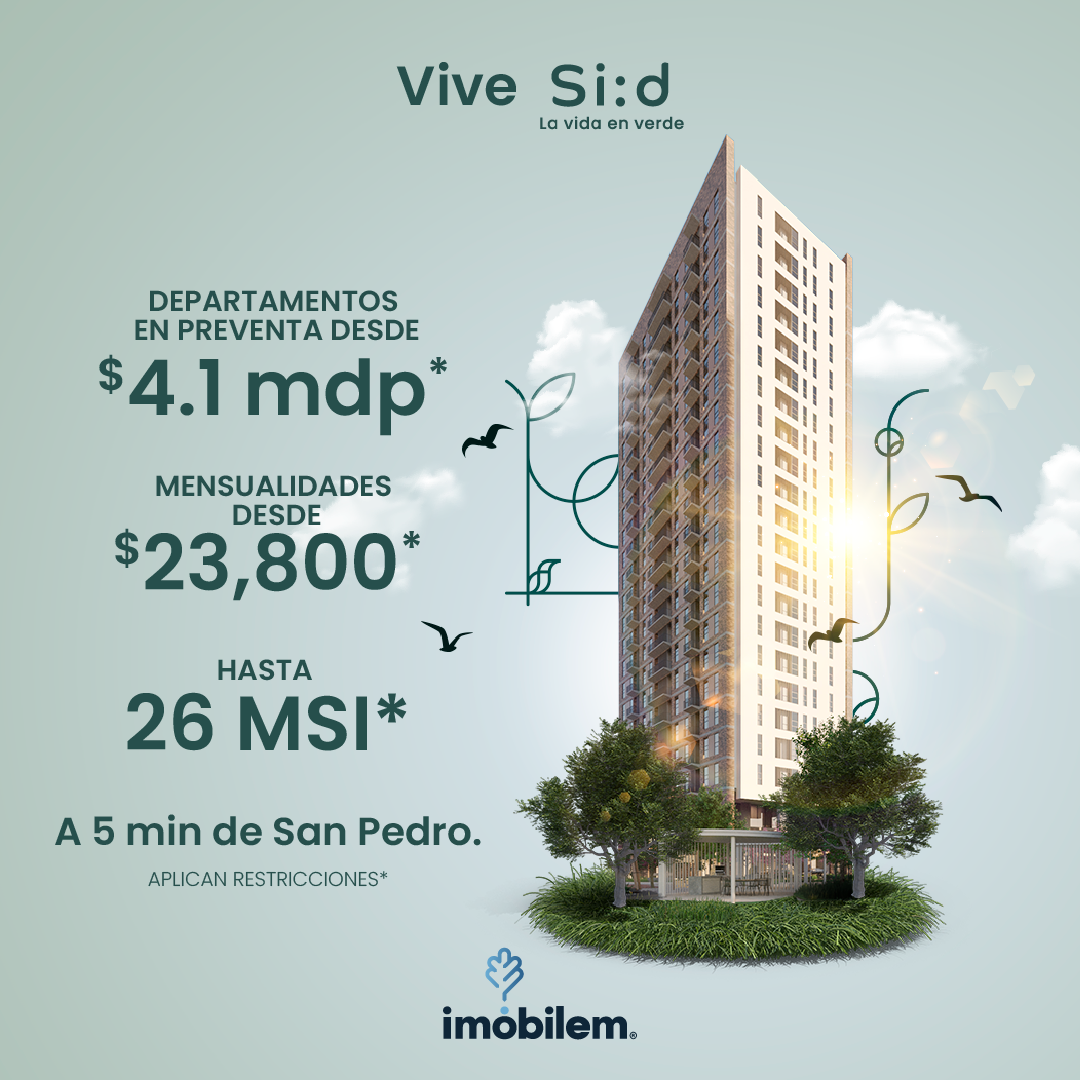 Vive Si:d
La vida en verde
DEPARTAMENTOS
EN PREVENTA DESDE
$4.1 mdp*
MENSUALIDADES
DESDE
$23,800*
HASTA
26 MSI*
A 5 min de San Pedro.
APLICAN RESTRICCIONES*
imobilem®